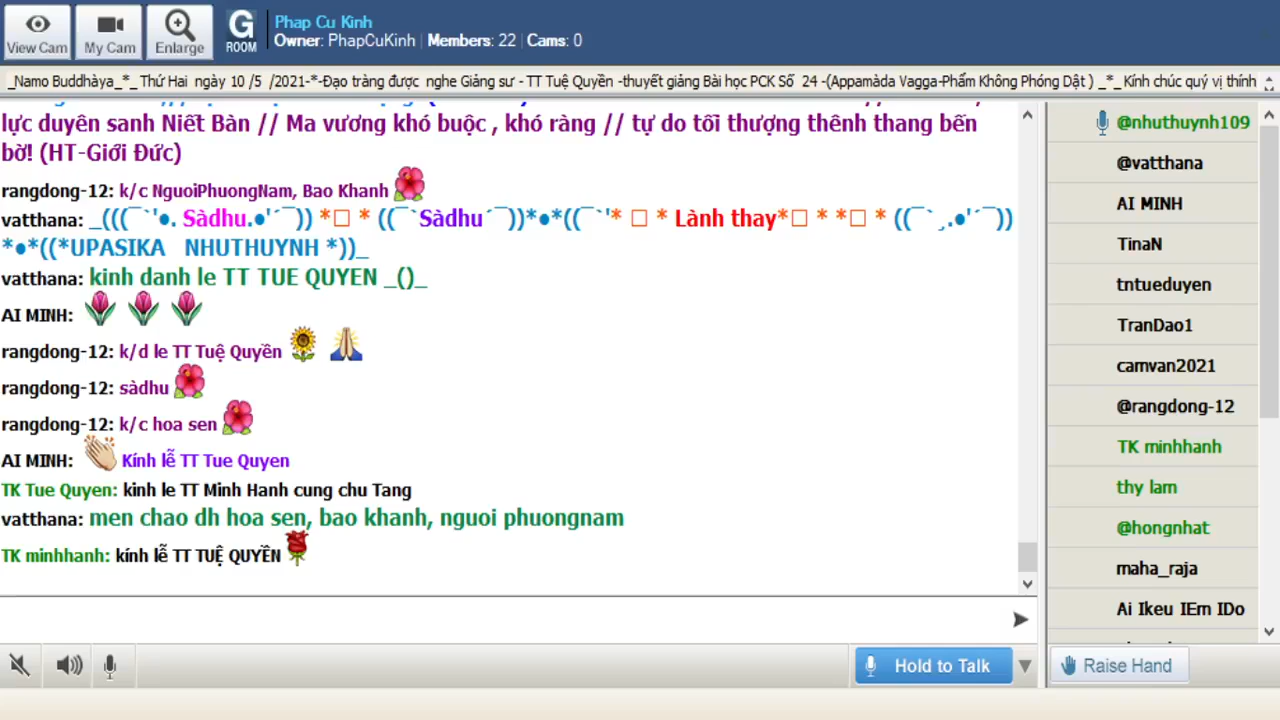 View Cam
My Cam
Enlarge
G
ROOM
Phap Cu Kinh
Owner: PhapCuKinh | Members: 22 | Cams: 0
_Namo Buddhàya_*_ Thứ Hai ngày 10 /5 /2021-*-Đạo tràng được nghe Giảng sư - TT Tuệ Quyền -thuyết giảng Bài học PCK Số 24 -(Appamàda Vagga-Phẩm Không Phóng Dật ) _*_ Kính chúc quý vị thính
lực duyên sanh Niết Bàn // Ma vương khó buộc , khó ràng // tự do tối thượng thênh thang bến
bờ! (HT-Giới Đức)
rangdong-12: k/c NguoiPhuongNam, Bao Khanh
vatthana: _(((¯`'●. Sàdhu.●'´¯)) *□ * ((¯`Sàdhu´¯))*●*((¯`'* □ * Lành thay*□ * *□ * ((¯`¸.●'´¯))
*●*((*UPASIKA NHUTHUYNH *))_
vatthana: kinh danh le TT TUE QUYEN _()_
AI MINH:
rangdong-12: k/d le TT Tuệ Quyền
rangdong-12: sàdhu
rangdong-12: k/c hoa sen
AI MINH: Kính lễ TT Tue Quyen
TK Tue Quyen: kinh le TT Minh Hanh cung chu Tang
vatthana: men chao dh hoa sen, bao khanh, nguoi phuongnam
TK minhhanh: kính lễ TT TUỆ QUYỀN
@nhuthuynh109
@vatthana
AI MINH
TinaN
tntueduyen
TranDao1
camvan2021
@rangdong-12
TK minhhanh
thy lam
@hongnhat
maha_raja
Ai Ikeu IEm IDo
Hold to Talk
Raise Hand